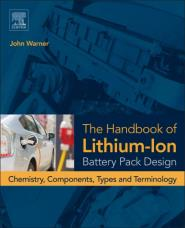 John Warner
The Handbook of
Lithium-Ion
Battery Pack Design
Chemistry, Components, Types and Terminology